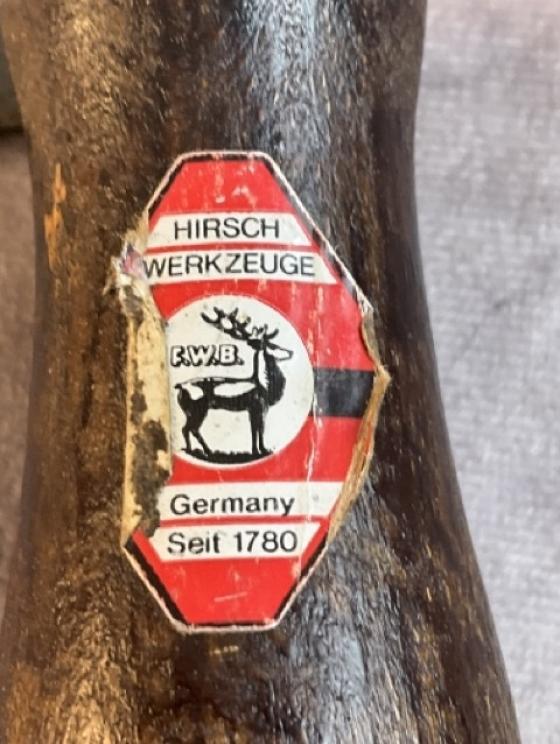 HIRSCH
WERKZEUGE
F.W.B.
Germany
Seit 1780